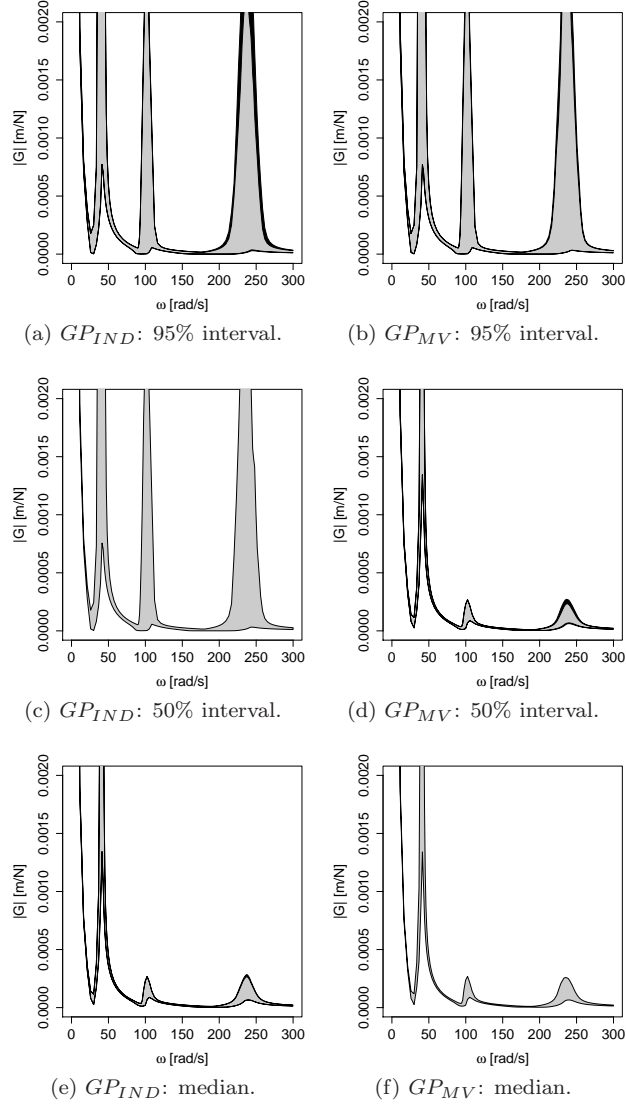 |G| [m/N]
0.0000 0.0005 0.0010 0.0015 0.0020
0 50 100 150 200 250 300
ω [rad/s]
(a) GP_IND: 95% interval.
|G| [m/N]
0.0000 0.0005 0.0010 0.0015 0.0020
0 50 100 150 200 250 300
ω [rad/s]
(b) GP_MV: 95% interval.
|G| [m/N]
0.0000 0.0005 0.0010 0.0015 0.0020
0 50 100 150 200 250 300
ω [rad/s]
(c) GP_IND: 50% interval.
|G| [m/N]
0.0000 0.0005 0.0010 0.0015 0.0020
0 50 100 150 200 250 300
ω [rad/s]
(d) GP_MV: 50% interval.
|G| [m/N]
0.0000 0.0005 0.0010 0.0015 0.0020
0 50 100 150 200 250 300
ω [rad/s]
(e) GP_IND: median.
|G| [m/N]
0.0000 0.0005 0.0010 0.0015 0.0020
0 50 100 150 200 250 300
ω [rad/s]
(f) GP_MV: median.